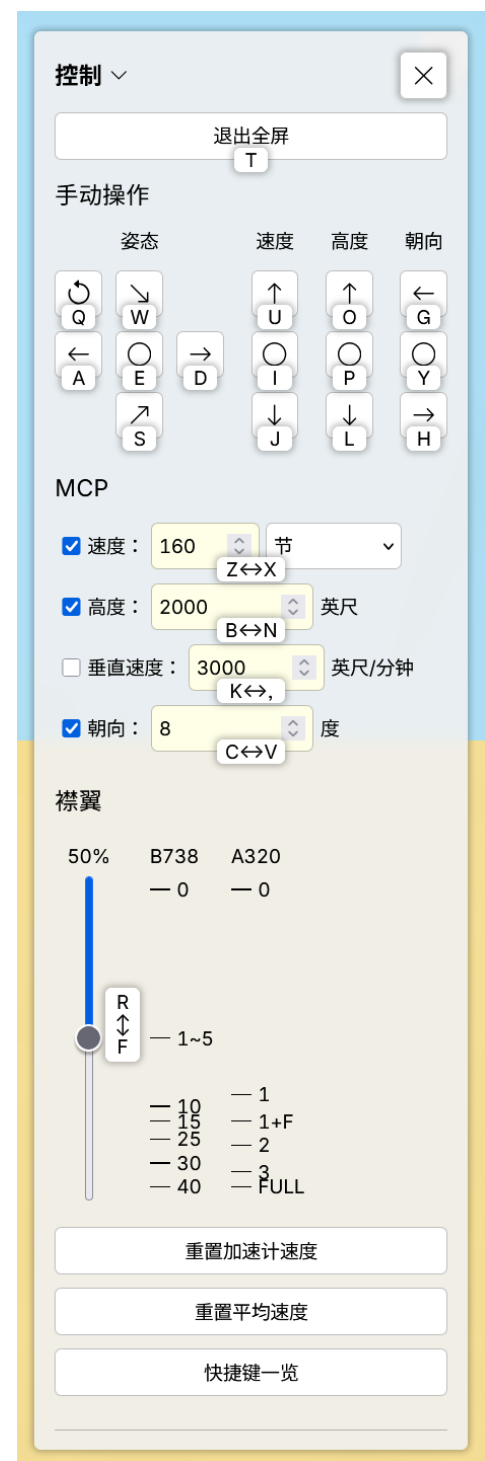 控制
退出全屏
T
手动操作
姿态 速度 高度 朝向
Q W U O G
A E D I P Y
S J L H
MCP
速度： 160 节
Z↔X
高度： 2000 英尺
B↔N
垂直速度： 3000 英尺/分钟
K↔,
朝向： 8 度
C↔V
襟翼
50% B738 A320
0 0
R
↕
F
1~5
1
10
15 1+F
25 2
30 3
40 FULL
重置加速计速度
重置平均速度
快捷键一览